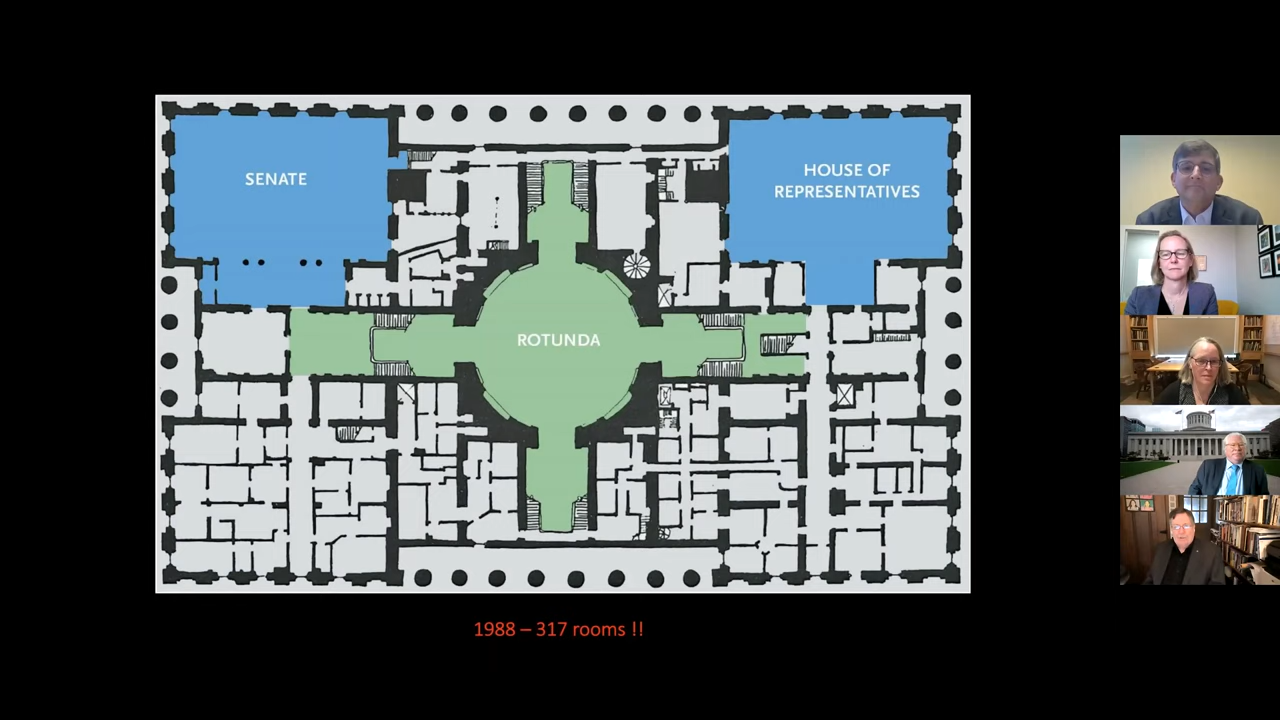 SENATE
HOUSE OF
REPRESENTATIVES
ROTUNDA
1988 – 317 rooms !!